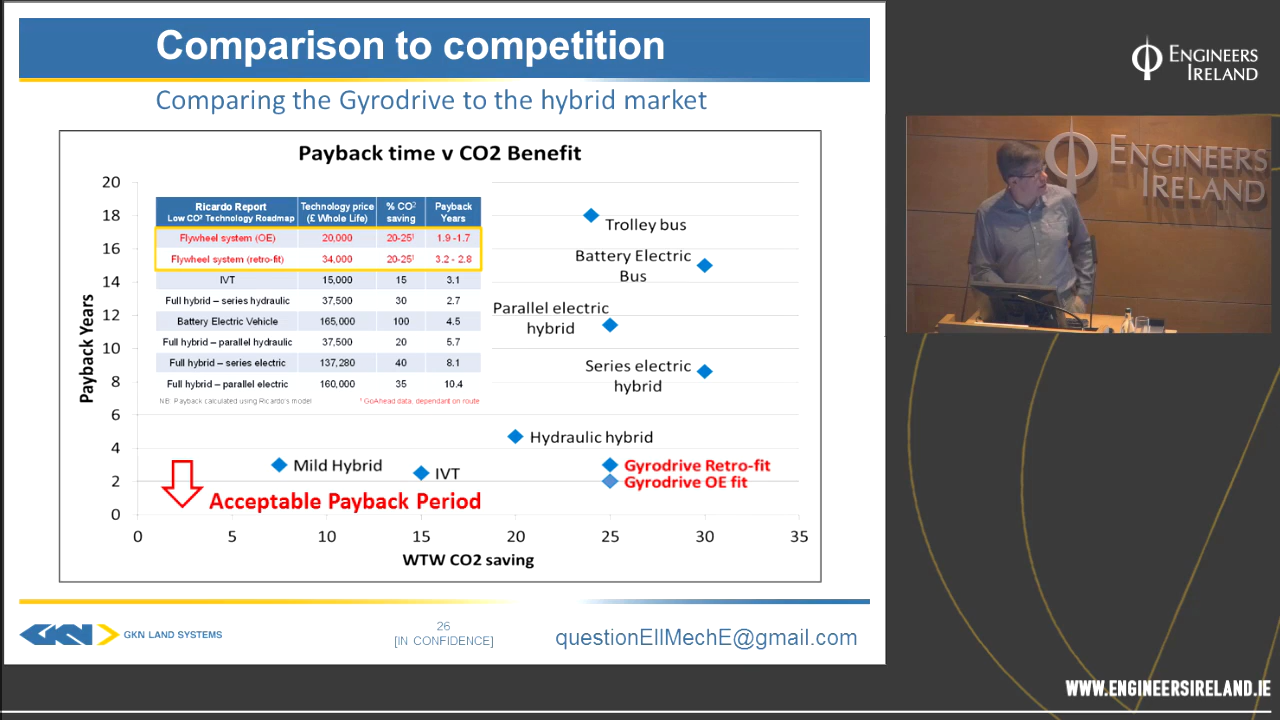 Comparison to competition
Comparing the Gyrodrive to the hybrid market
Payback time v CO2 Benefit
Payback Years
20
18
16
14
12
10
8
6
4
2
0
Ricardo Report Low CO² Technology Roadmap Technology price (£ Whole Life) % CO² saving Payback Years
Flywheel system (OE) 20,000 20-25¹ 1.9 -1.7
Flywheel system (retro-fit) 34,000 20-25¹ 3.2 - 2.8
IVT 15,000 15 3.1
Full hybrid – series hydraulic 37,500 30 2.7
Battery Electric Vehicle 165,000 100 4.5
Full hybrid – parallel hydraulic 37,500 20 5.7
Full hybrid – series electric 137,280 40 8.1
Full hybrid – parallel electric 160,000 35 10.4
NB: Payback calculated using Ricardo's model ¹ GoAhead data, dependant on route
Trolley bus
Battery Electric
Bus
Parallel electric
hybrid
Series electric
hybrid
Hydraulic hybrid
Mild Hybrid
IVT
Gyrodrive Retro-fit
Gyrodrive OE fit
Acceptable Payback Period
0 5 10 15 20 25 30 35
WTW CO2 saving
GKN GKN LAND SYSTEMS
26
[IN CONFIDENCE]
questionEIIMechE@gmail.com
ENGINEERS
IRELAND
ENGINEERS
IRELAND
WWW.ENGINEERSIRELAND.IE